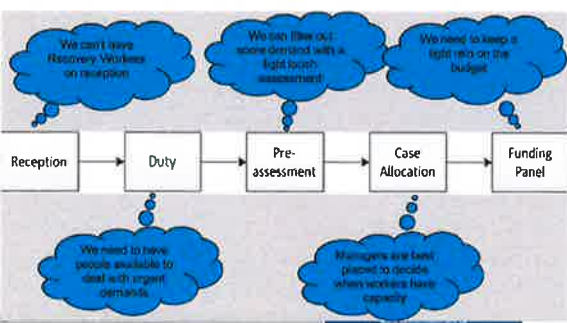 We can't have
Recovery Workers
on reception
We can filter out
some demand with a
light touch
assessment
We need to keep a
tight rein on the
budget
Reception
Duty
Pre-
assessment
Case
Allocation
Funding
Panel
We need to have
people available to
deal with urgent
demands
Managers are best
placed to decide
when workers have
capacity